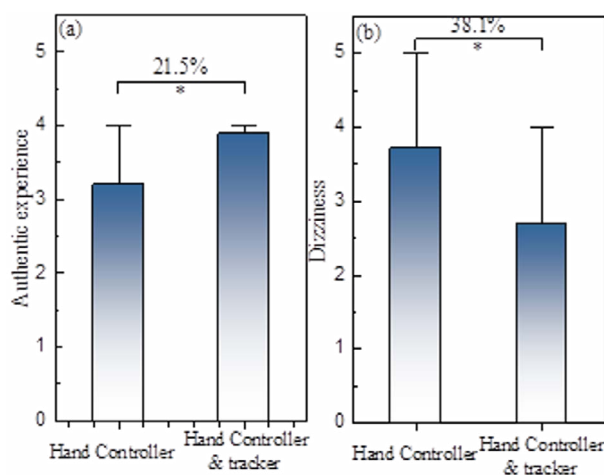 (a)
21.5%
*
5
4
3
2
1
0
Authentic experience
Hand Controller
Hand Controller
& tracker
(b)
38.1%
*
5
4
3
2
1
0
Dizziness
Hand Controller
Hand Controller
& tracker